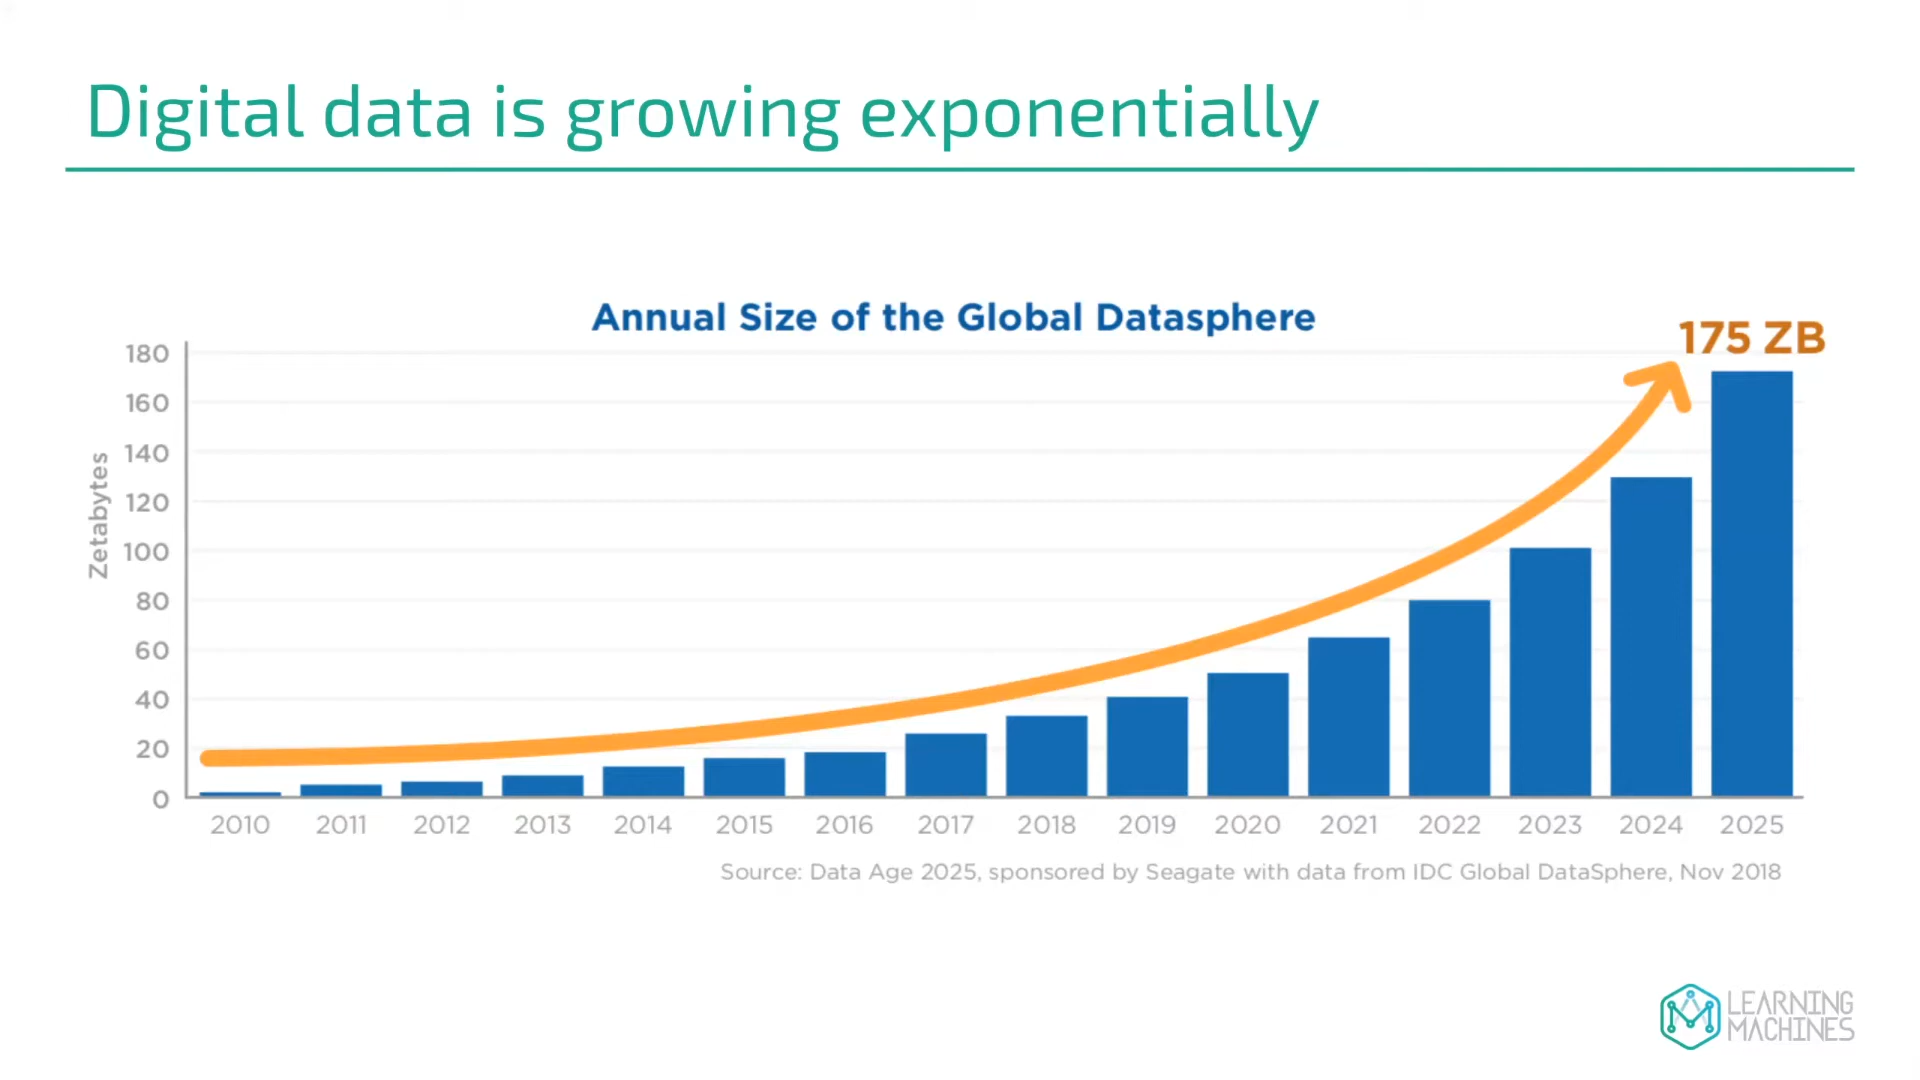 Digital data is growing exponentially
Annual Size of the Global Datasphere
175 ZB
Zetabytes
180
160
140
120
100
80
60
40
20
0
2010 2011 2012 2013 2014 2015 2016 2017 2018 2019 2020 2021 2022 2023 2024 2025
Source: Data Age 2025, sponsored by Seagate with data from IDC Global DataSphere, Nov 2018
LEARNING
MACHINES